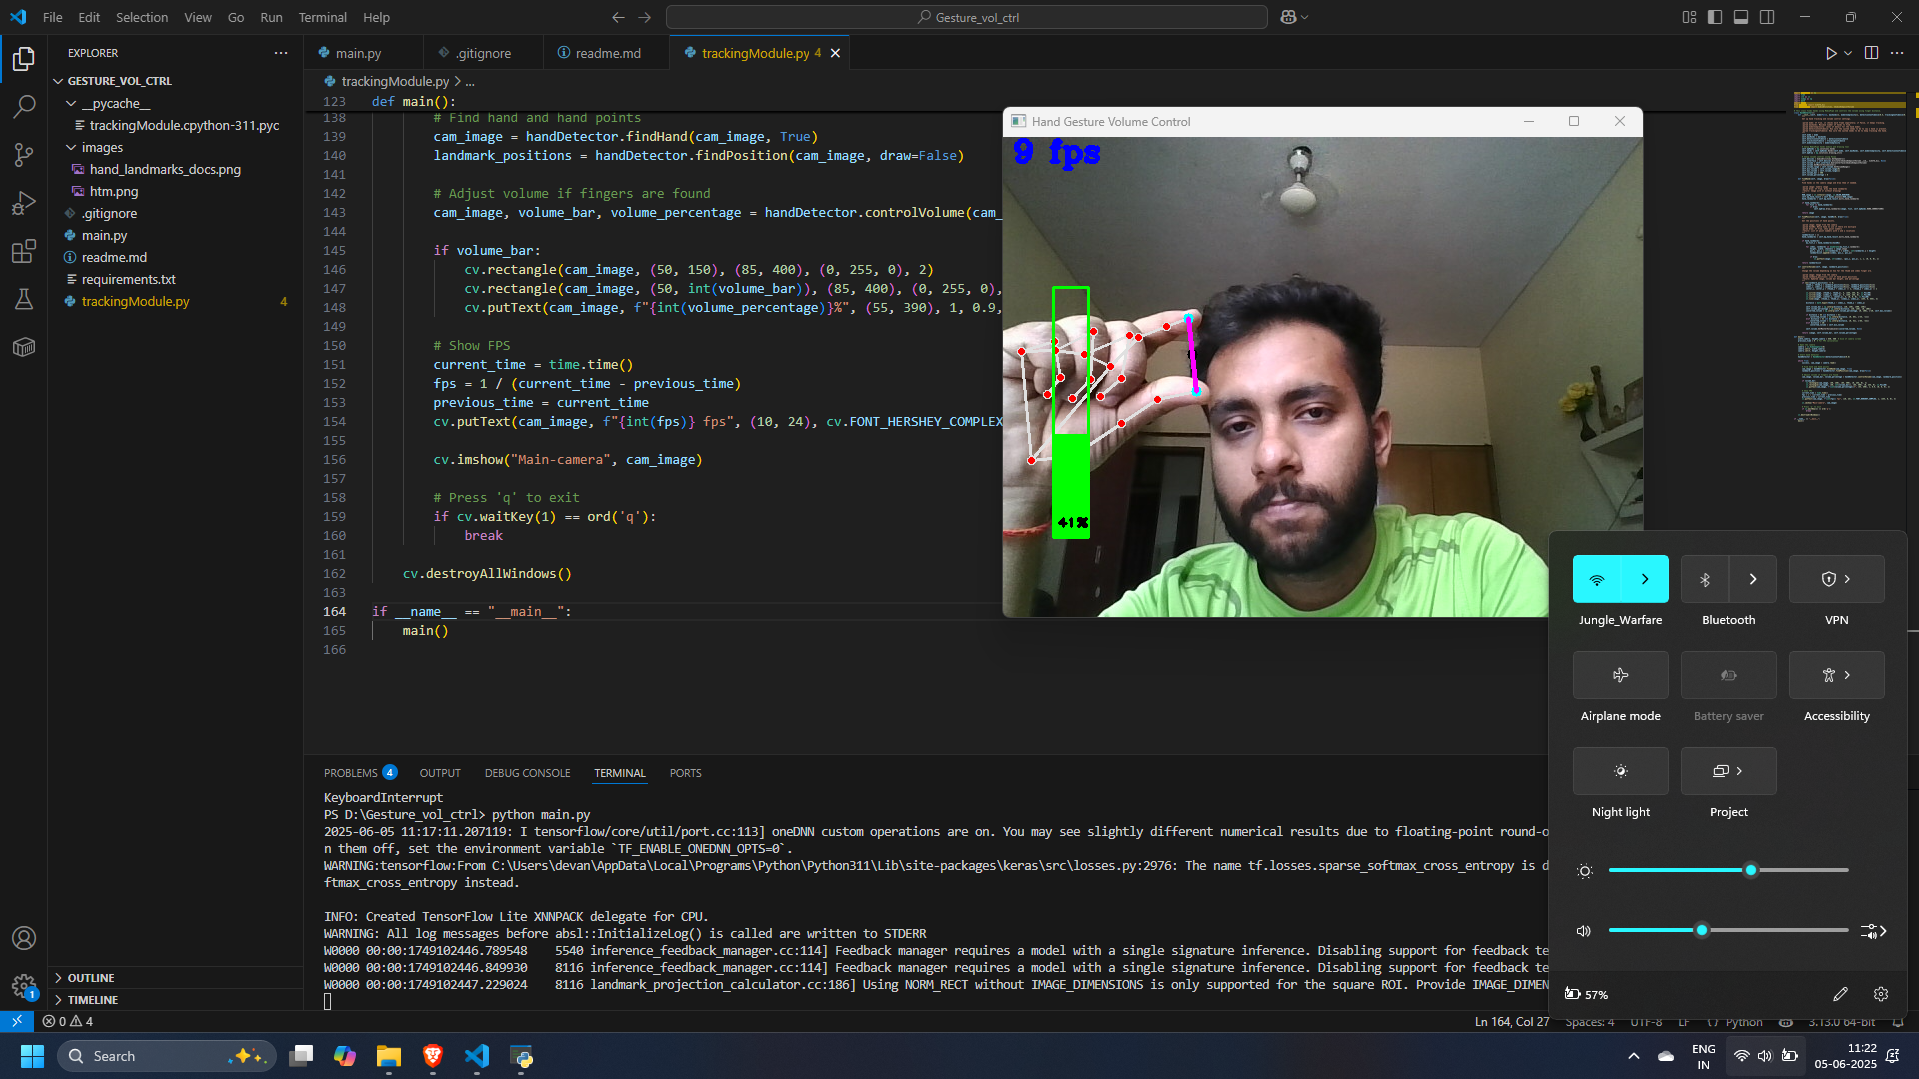 File Edit Selection View Go Run Terminal Help
Gesture_vol_ctrl
EXPLORER
GESTURE_VOL_CTRL
__pycache__
trackingModule.cpython-311.pyc
images
hand_landmarks_docs.png
htm.png
.gitignore
main.py
readme.md
requirements.txt
trackingModule.py 4
OUTLINE
TIMELINE
main.py .gitignore readme.md trackingModule.py 4
trackingModule.py > ...
123 def main():
138 # Find hand and hand points
139 cam_image = handDetector.findHand(cam_image, True)
140 landmark_positions = handDetector.findPosition(cam_image, draw=False)
141
142 # Adjust volume if fingers are found
143 cam_image, volume_bar, volume_percentage = handDetector.controlVolume(cam_
144
145 if volume_bar:
146 cv.rectangle(cam_image, (50, 150), (85, 400), (0, 255, 0), 2)
147 cv.rectangle(cam_image, (50, int(volume_bar)), (85, 400), (0, 255, 0),
148 cv.putText(cam_image, f"{int(volume_percentage)}%", (55, 390), 1, 0.9,
149
150 # Show FPS
151 current_time = time.time()
152 fps = 1 / (current_time - previous_time)
153 previous_time = current_time
154 cv.putText(cam_image, f"{int(fps)} fps", (10, 24), cv.FONT_HERSHEY_COMPLEX
155
156 cv.imshow("Main-camera", cam_image)
157
158 # Press 'q' to exit
159 if cv.waitKey(1) == ord('q'):
160 break
161
162 cv.destroyAllWindows()
163
164 if __name__ == "__main__":
165 main()
166
Hand Gesture Volume Control
9 fps
41%
PROBLEMS 4 OUTPUT DEBUG CONSOLE TERMINAL PORTS
KeyboardInterrupt
PS D:\Gesture_vol_ctrl> python main.py
2025-06-05 11:17:11.207119: I tensorflow/core/util/port.cc:113] oneDNN custom operations are on. You may see slightly different numerical results due to floating-point round-o
n them off, set the environment variable `TF_ENABLE_ONEDNN_OPTS=0`.
WARNING:tensorflow:From C:\Users\devan\AppData\Local\Programs\Python\Python311\Lib\site-packages\keras\src\losses.py:2976: The name tf.losses.sparse_softmax_cross_entropy is d
ftmax_cross_entropy instead.
INFO: Created TensorFlow Lite XNNPACK delegate for CPU.
WARNING: All log messages before absl::InitializeLog() is called are written to STDERR
W0000 00:00:1749102446.789548 5540 inference_feedback_manager.cc:114] Feedback manager requires a model with a single signature inference. Disabling support for feedback te
W0000 00:00:1749102446.849930 8116 inference_feedback_manager.cc:114] Feedback manager requires a model with a single signature inference. Disabling support for feedback te
W0000 00:00:1749102447.229024 8116 landmark_projection_calculator.cc:186] Using NORM_RECT without IMAGE_DIMENSIONS is only supported for the square ROI. Provide IMAGE_DIMEN
Jungle_Warfare Bluetooth VPN
Airplane mode Battery saver Accessibility
Night light Project
57%
1
0 4
Ln 164, Col 27 Spaces: 4 UTF-8 LF Python 3.13.0 64-bit
Search
ENG
IN
11:22
05-06-2025